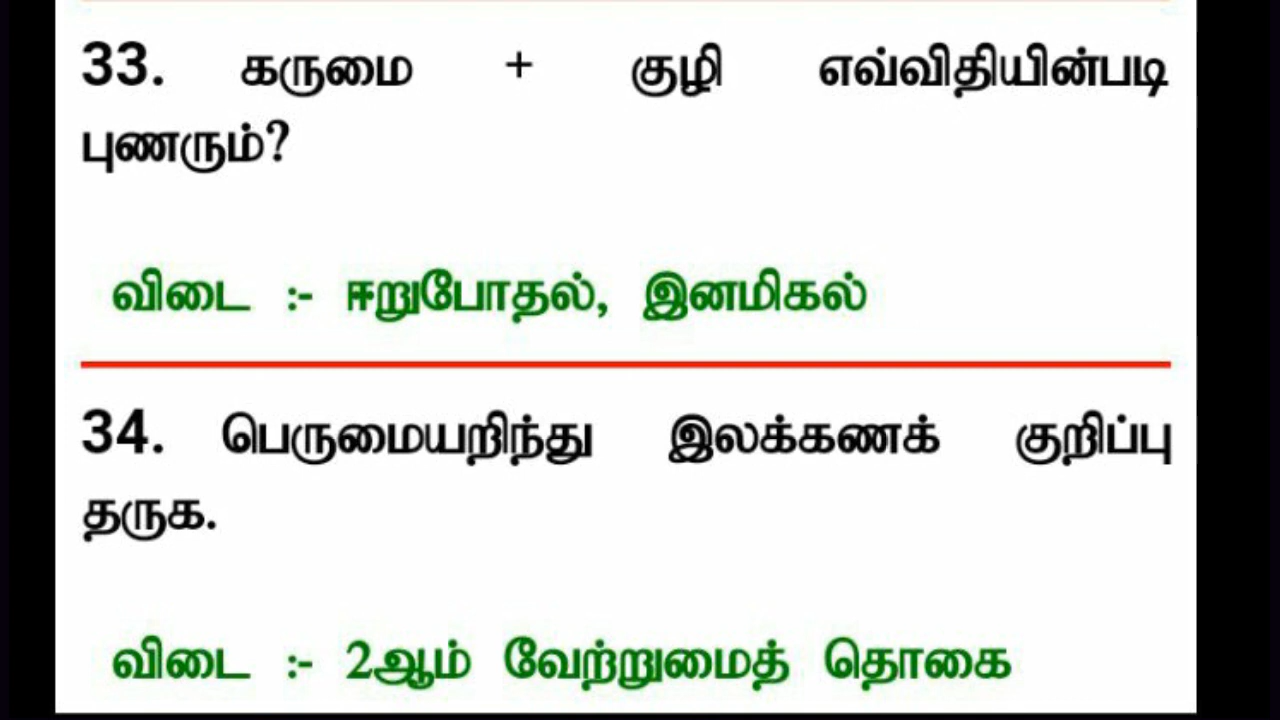 33. கருமை + குழி எவ்விதியின்படி
புணரும்?
விடை :- ஈறுபோதல், இனமிகல்
34. பெருமையறிந்து இலக்கணக் குறிப்பு
தருக.
விடை :- 2ஆம் வேற்றுமைத் தொகை